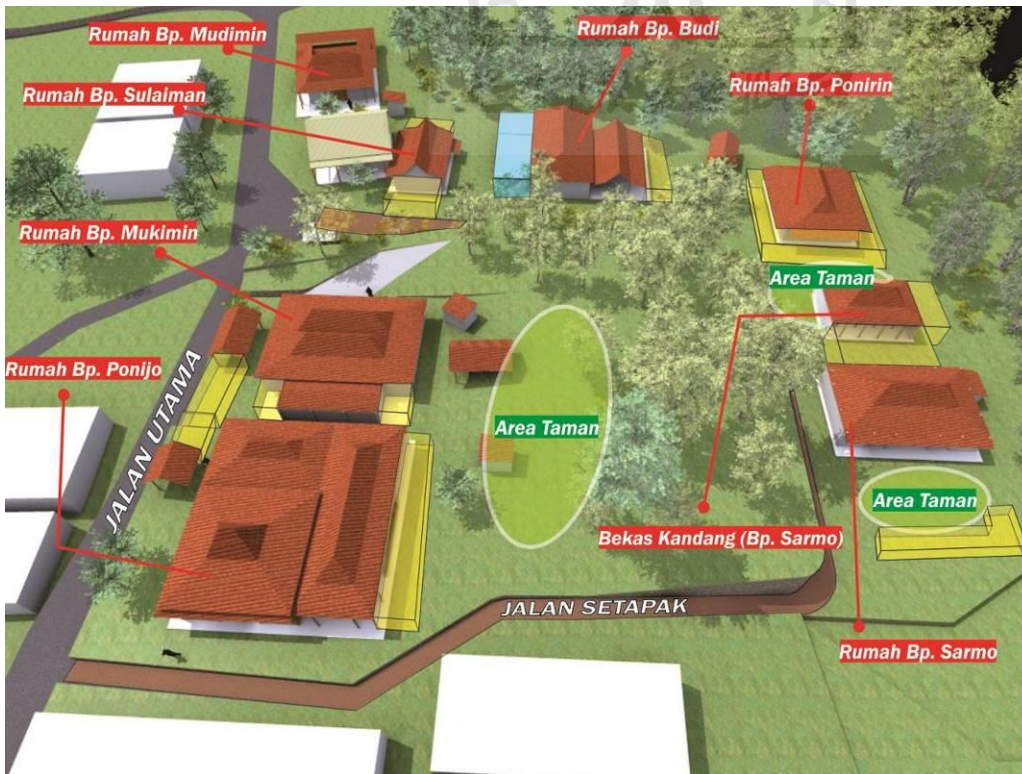 Rumah Bp. Mudimin
Rumah Bp. Budi
Rumah Bp. Sulaiman
Rumah Bp. Ponirin
Rumah Bp. Mukimin
Area Taman
Rumah Bp. Ponijo
JALAN UTAMA
Area Taman
Area Taman
Bekas Kandang (Bp. Sarmo)
JALAN SETAPAK
Rumah Bp. Sarmo